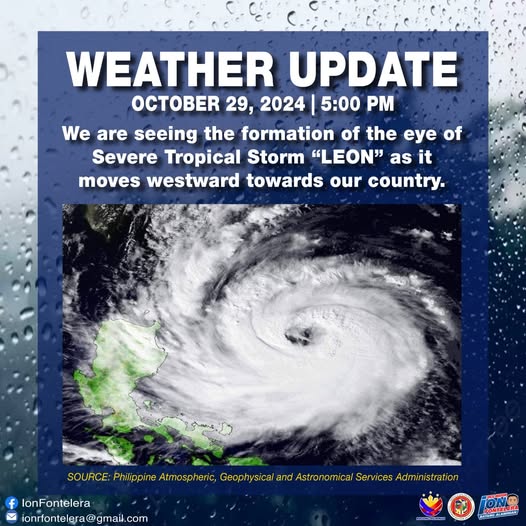 WEATHER UPDATE
OCTOBER 29, 2024 | 5:00 PM
We are seeing the formation of the eye of
Severe Tropical Storm “LEON” as it
moves westward towards our country.
SOURCE: Philippine Atmospheric, Geophysical and Astronomical Services Administration
IonFontelera
ionrfontelera@gmail.com
ION
FONTELERA